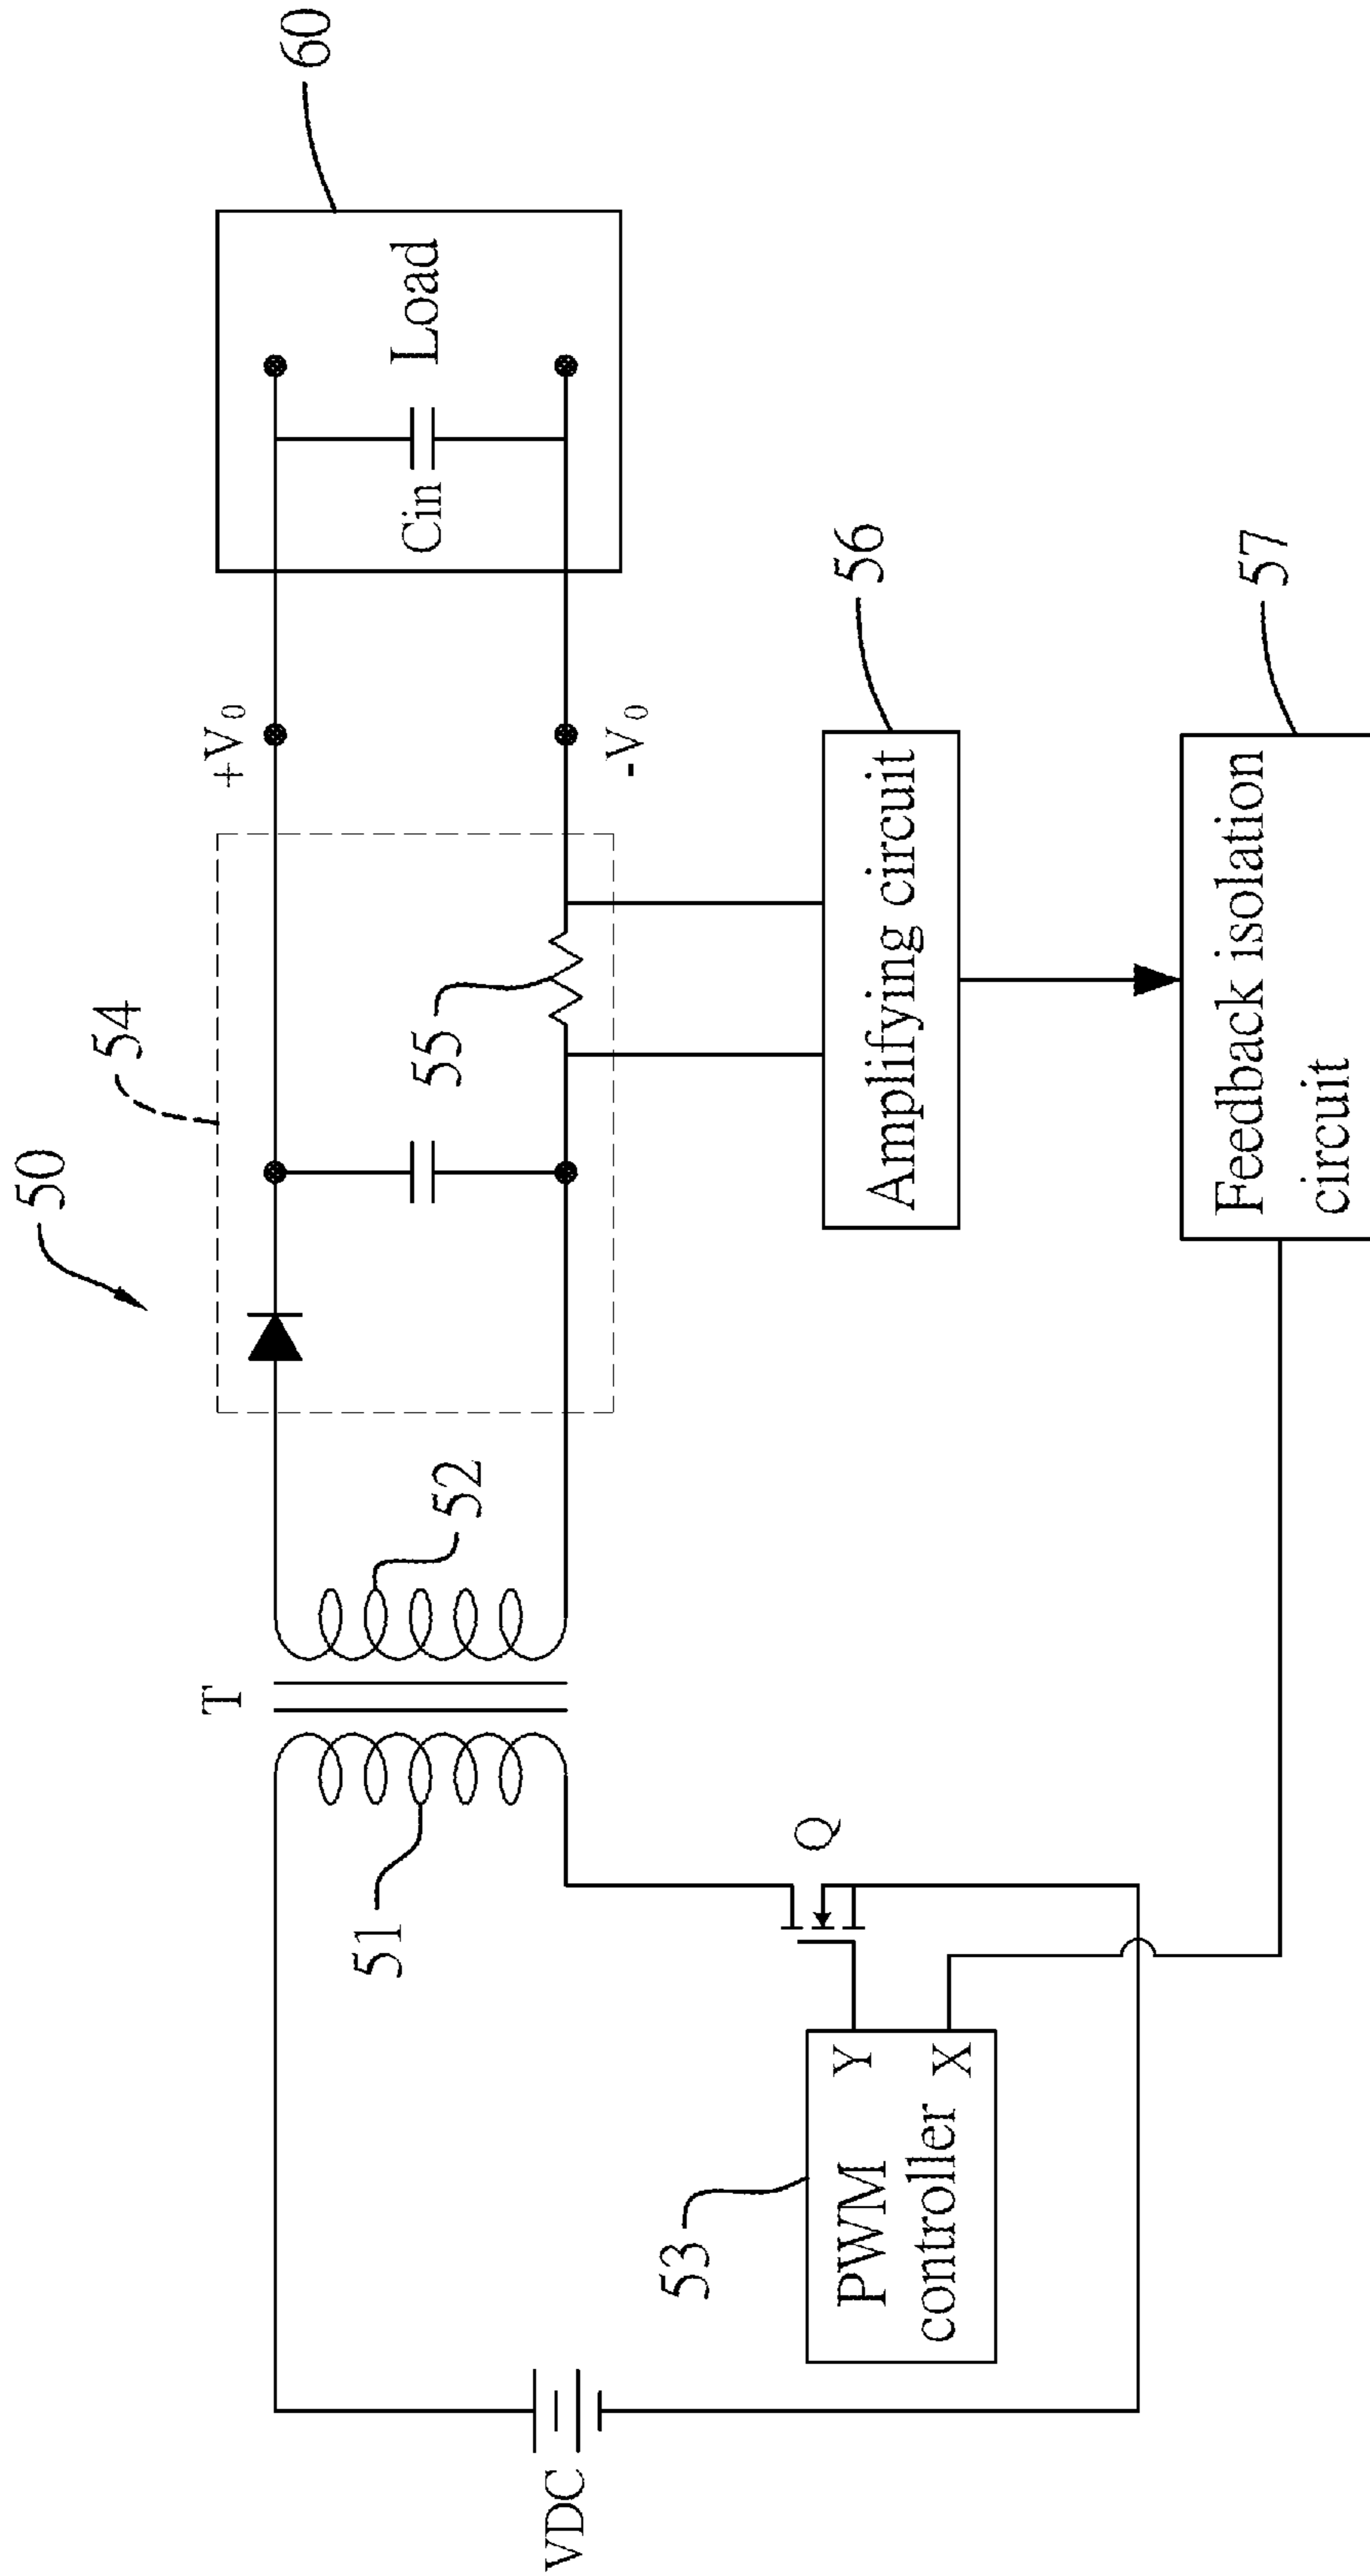 50
54
60
T
+V0
52
51
55
Cin
Load
-V0
VDC
Q
53
PWM
controller
Y
X
Amplifying circuit
56
Feedback isolation
circuit
57